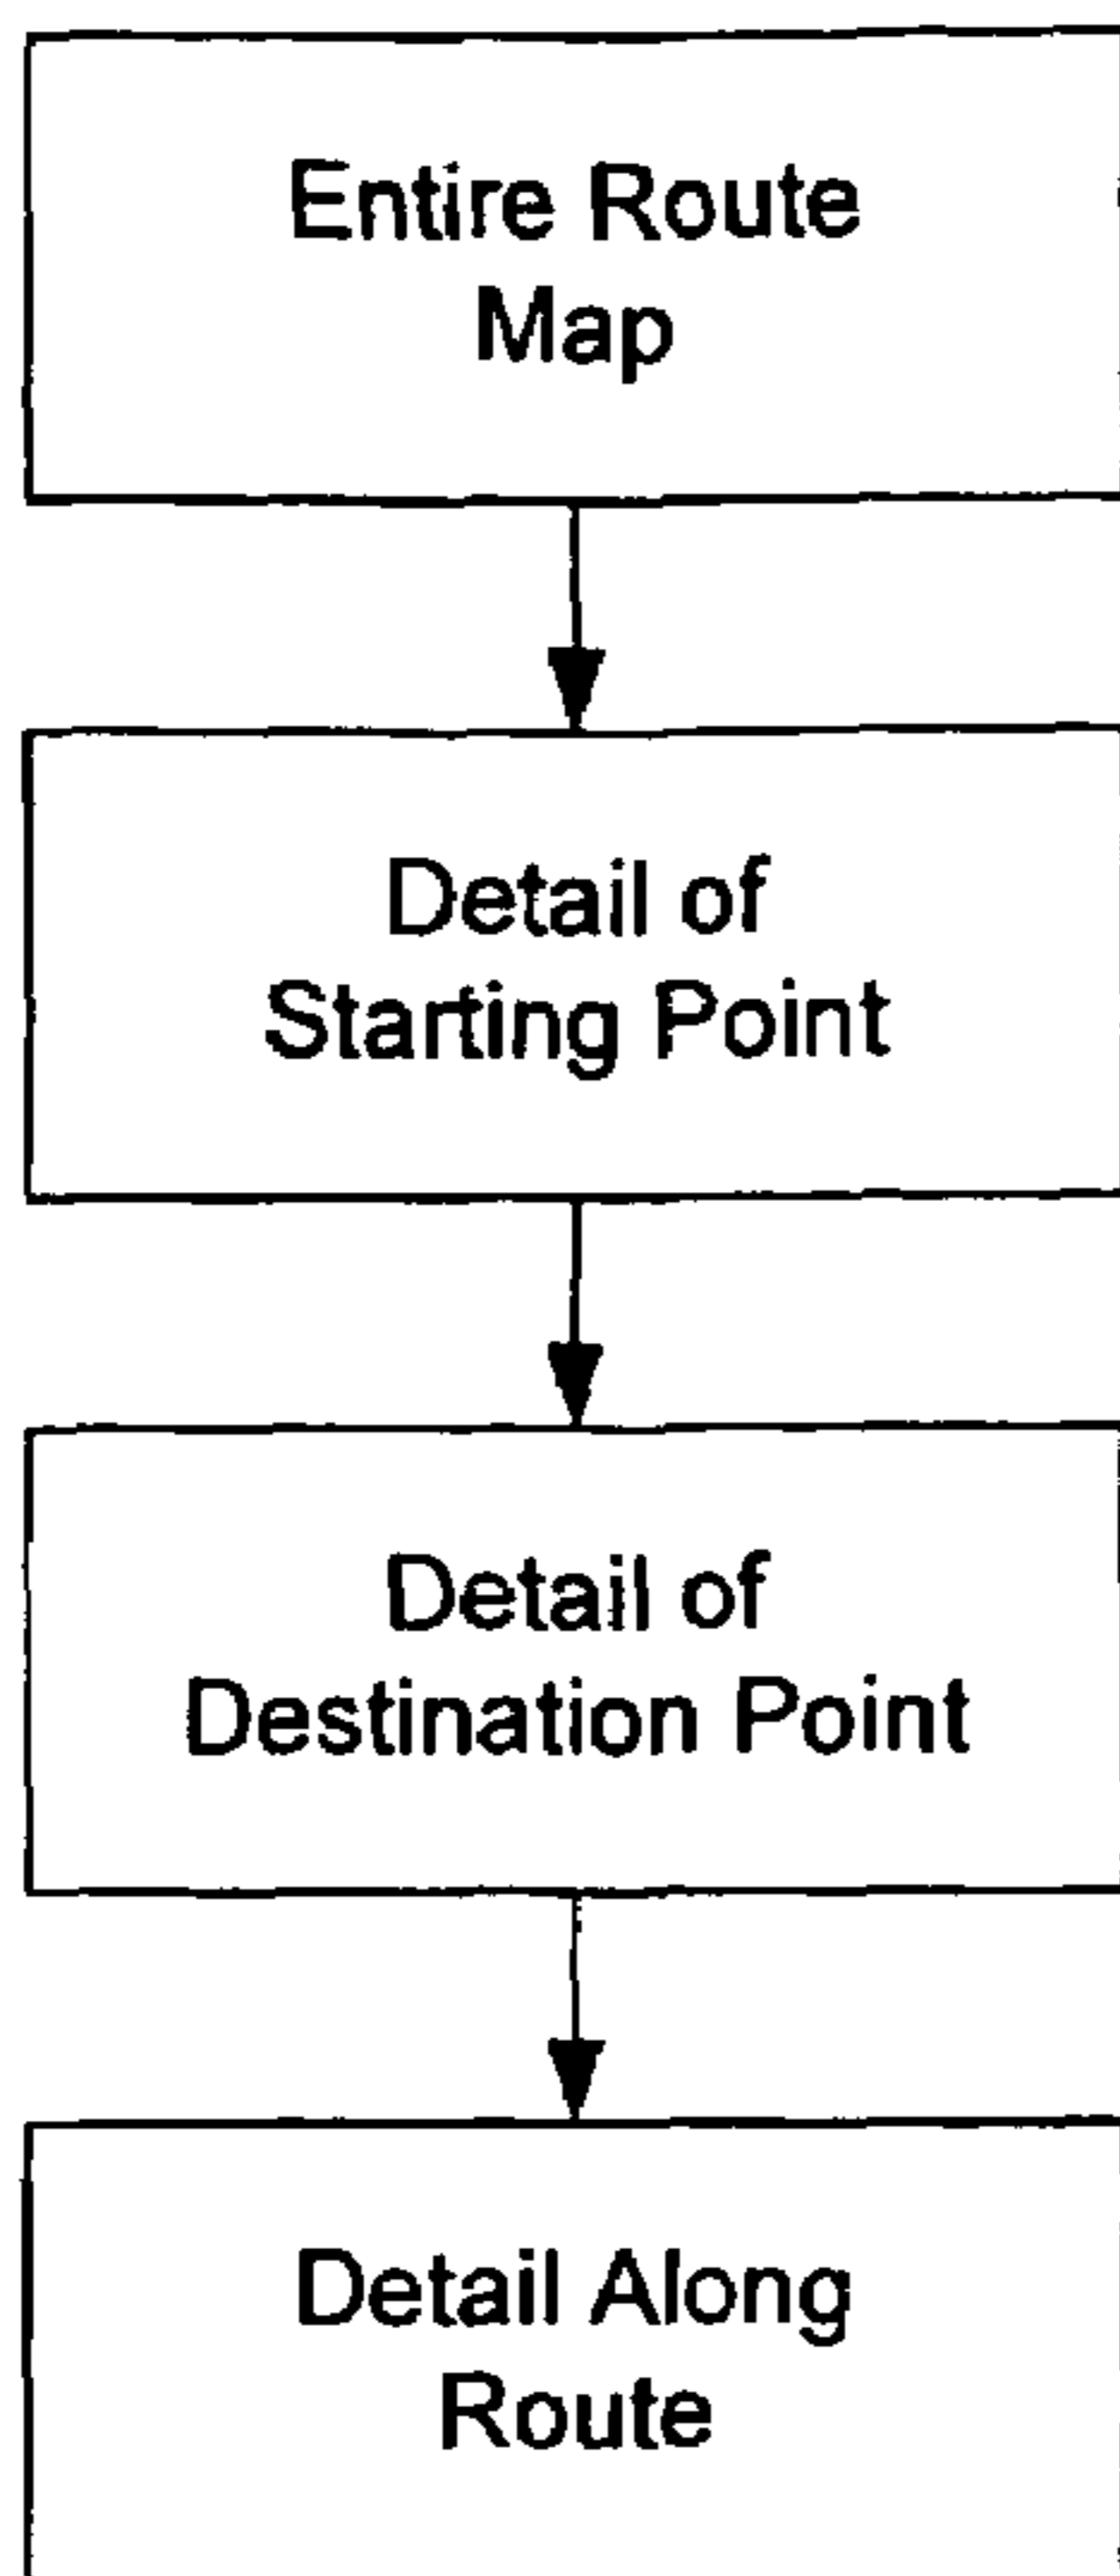 Entire Route
Map
Detail of
Starting Point
Detail of
Destination Point
Detail Along
Route